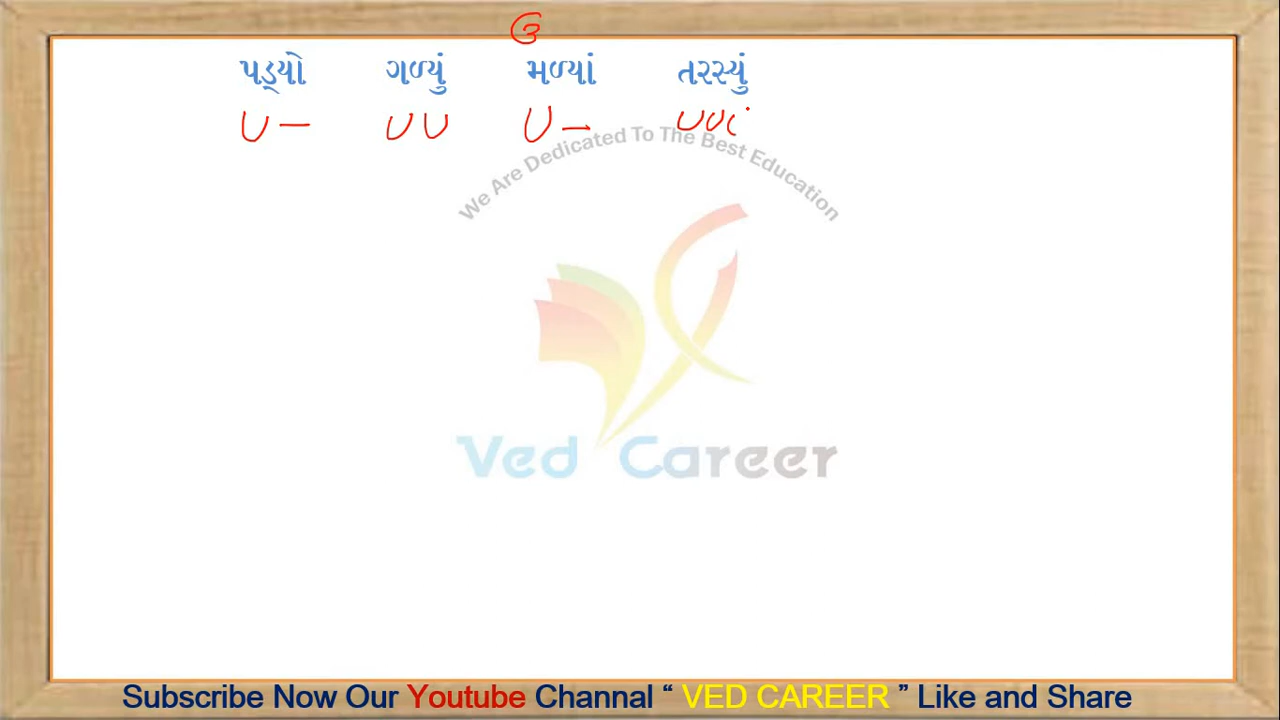 ૩
પડ્યો ગળ્યું મળ્યાં તરસ્યું
U – U U U – U U U
We Are Dedicated To The Best Education
Ved Career
Subscribe Now Our Youtube Channal “ VED CAREER ” Like and Share